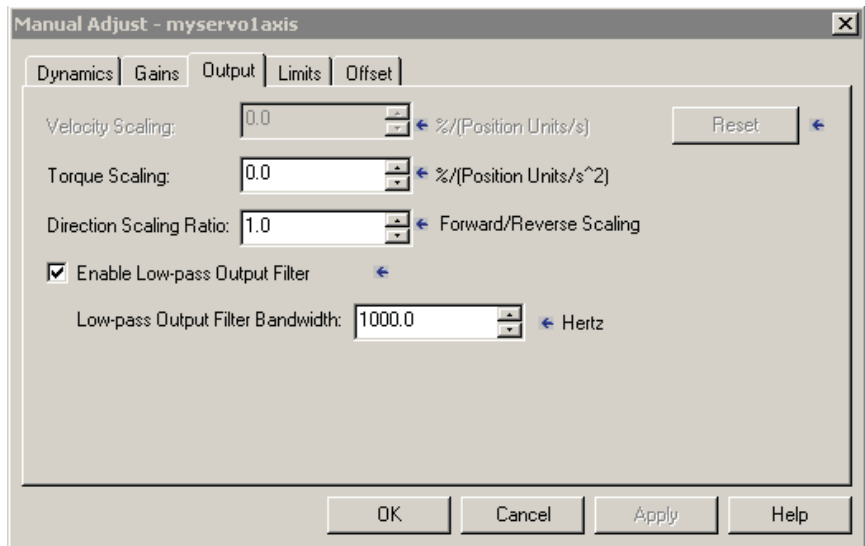 Manual Adjust - myservo1axis
Dynamics Gains Output Limits Offset
Velocity Scaling: 0.0 %/(Position Units/s) Reset
Torque Scaling: 0.0 %/(Position Units/s^2)
Direction Scaling Ratio: 1.0 Forward/Reverse Scaling
Enable Low-pass Output Filter
Low-pass Output Filter Bandwidth: 1000.0 Hertz
OK Cancel Apply Help